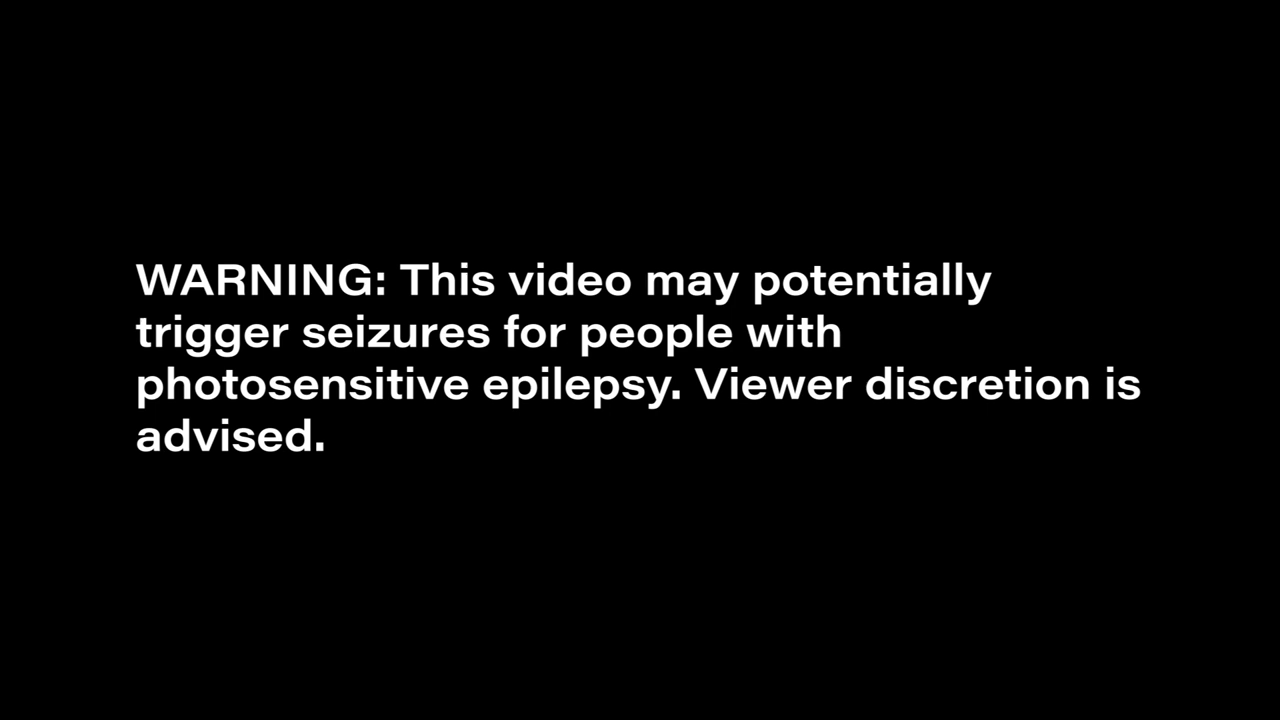 WARNING: This video may potentially
trigger seizures for people with
photosensitive epilepsy. Viewer discretion is
advised.